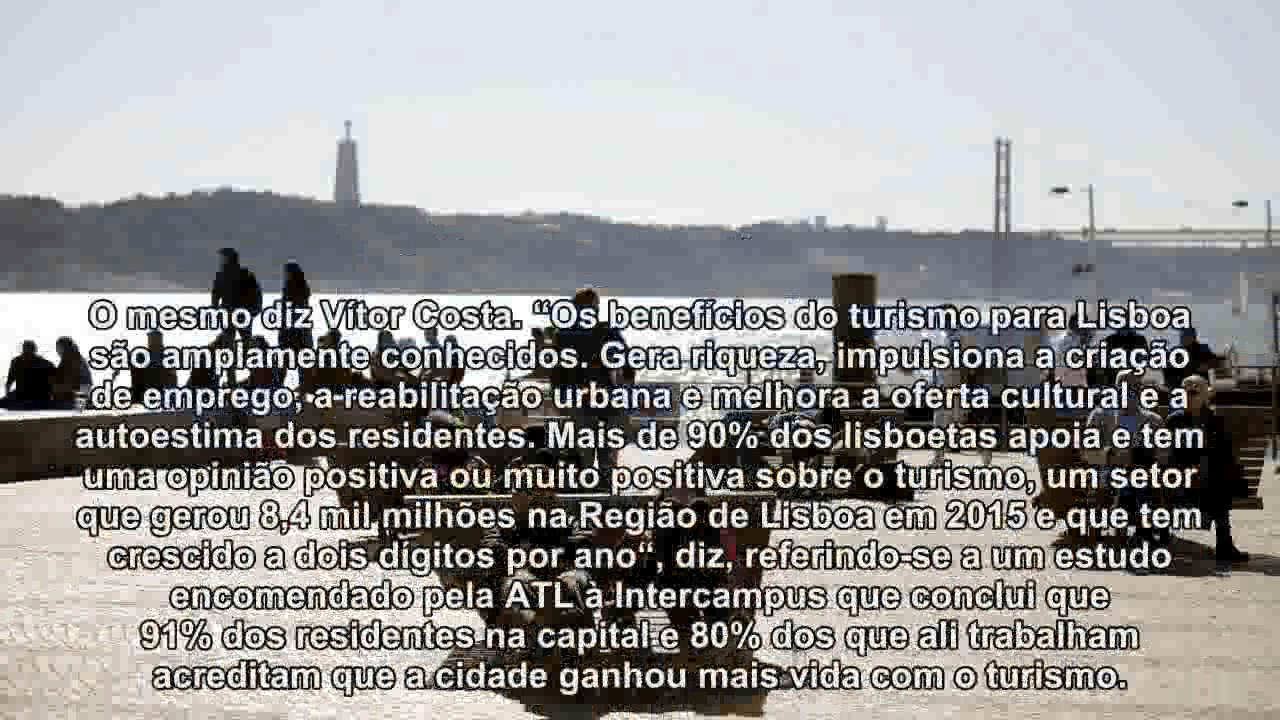 O mesmo diz Vítor Costa. “Os benefícios do turismo para Lisboa
são amplamente conhecidos. Gera riqueza, impulsiona a criação
de emprego, a reabilitação urbana e melhora a oferta cultural e a
autoestima dos residentes. Mais de 90% dos lisboetas apoia e tem
uma opinião positiva ou muito positiva sobre o turismo, um setor
que gerou 8,4 mil milhões na Região de Lisboa em 2015 e que tem
crescido a dois dígitos por ano“, diz, referindo-se a um estudo
encomendado pela ATL à Intercampus que conclui que
91% dos residentes na capital e 80% dos que ali trabalham
acreditam que a cidade ganhou mais vida com o turismo.